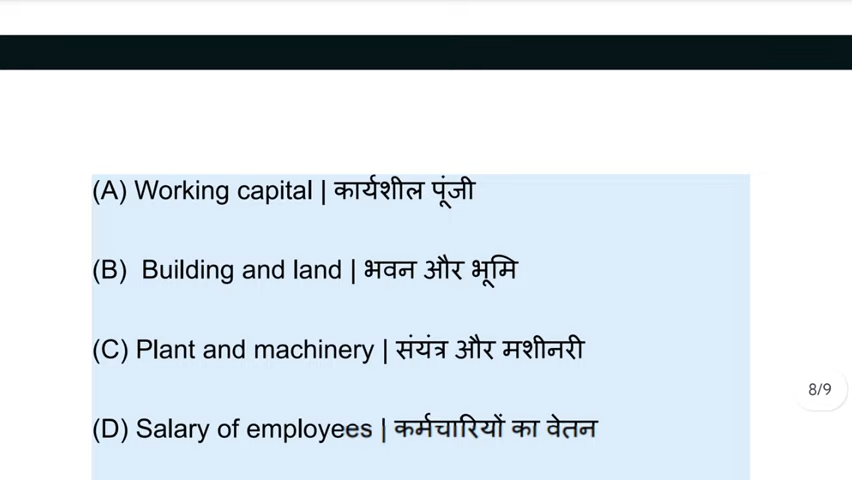 (A) Working capital | कार्यशील पूंजी
(B) Building and land | भवन और भूमि
(C) Plant and machinery | संयंत्र और मशीनरी
8/9
(D) Salary of employees | कर्मचारियों का वेतन